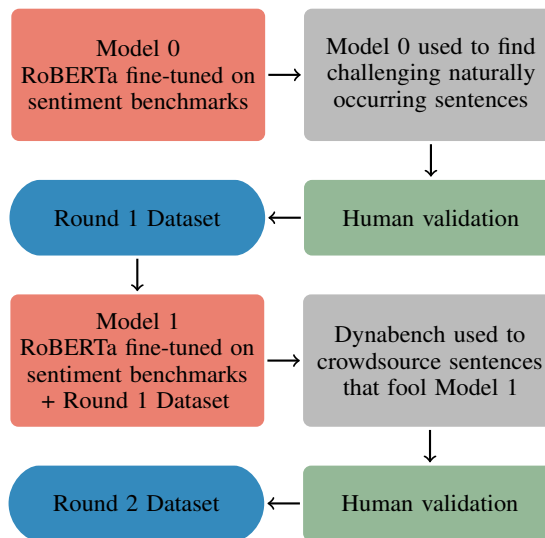 Model 0
RoBERTa fine-tuned on
sentiment benchmarks
Model 0 used to find
challenging naturally
occurring sentences
Round 1 Dataset
Human validation
Model 1
RoBERTa fine-tuned on
sentiment benchmarks
+ Round 1 Dataset
Dynabench used to
crowdsource sentences
that fool Model 1
Round 2 Dataset
Human validation